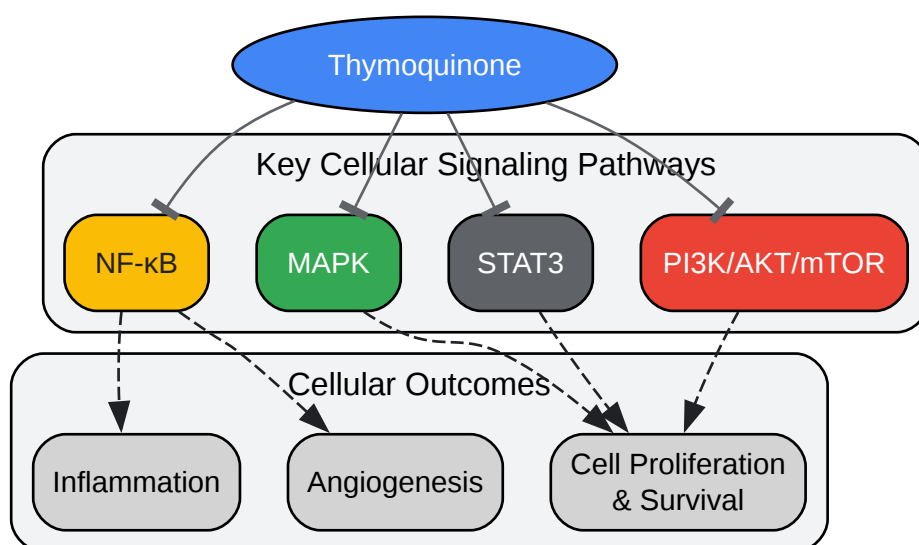 Thymoquinone
Key Cellular Signaling Pathways
NF-κB
MAPK
STAT3
PI3K/AKT/mTOR
Cellular Outcomes
Inflammation
Angiogenesis
Cell Proliferation
& Survival